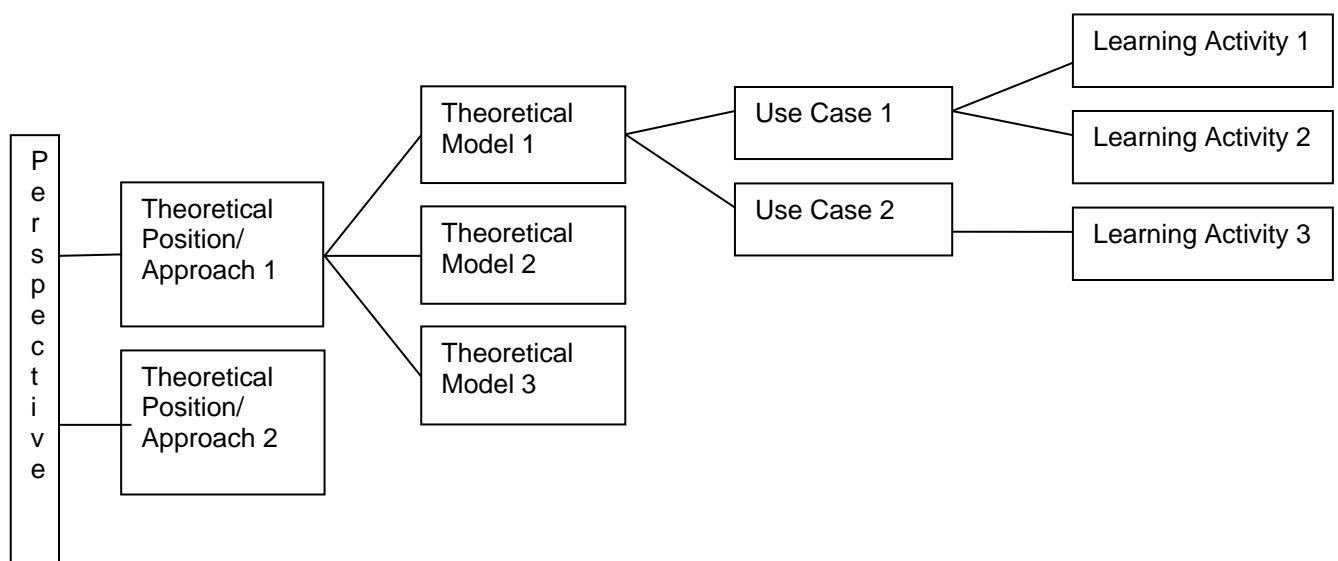 Perspective
Theoretical
Position/
Approach 1
Theoretical
Position/
Approach 2
Theoretical
Model 1
Theoretical
Model 2
Theoretical
Model 3
Use Case 1
Use Case 2
Learning Activity 1
Learning Activity 2
Learning Activity 3